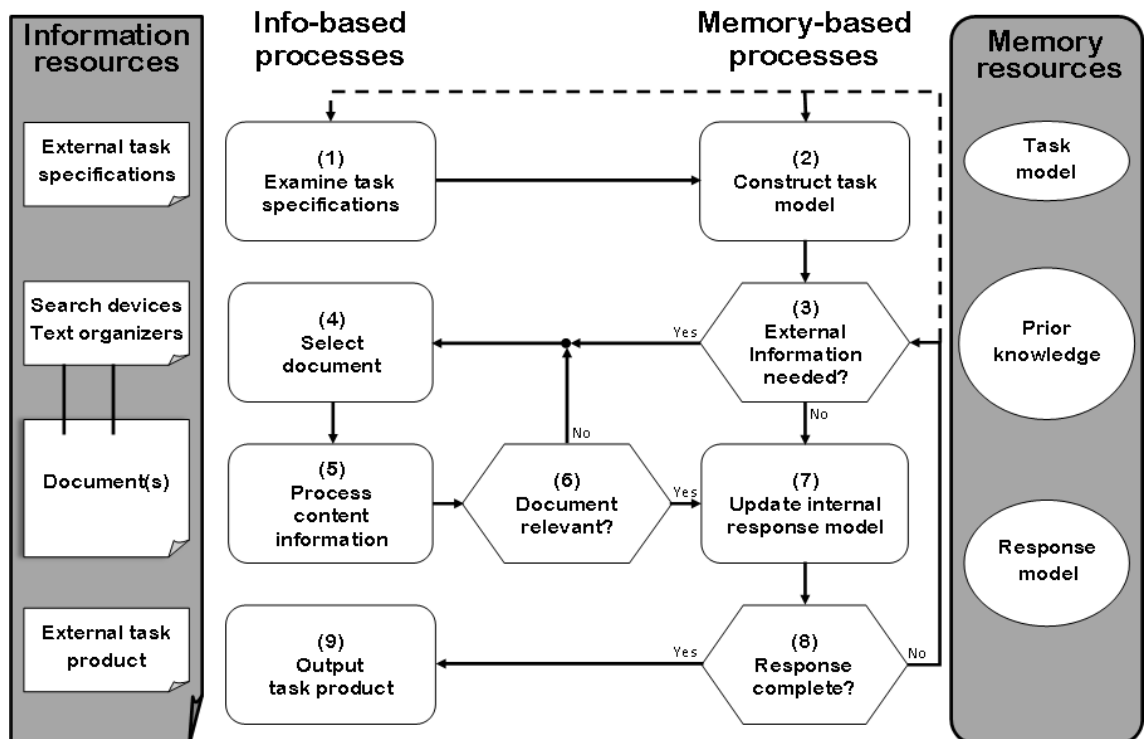 Information
resources
Info-based
processes
Memory-based
processes
Memory
resources
External task
specifications
(1)
Examine task
specifications
(2)
Construct task
model
Task
model
Search devices
Text organizers
(4)
Select
document
Yes
(3)
External
Information
needed?
Prior
knowledge
No
No
Document(s)
(5)
Process
content
information
(6)
Document
relevant?
Yes
(7)
Update internal
response model
Response
model
External task
product
(9)
Output
task product
Yes
(8)
Response
complete?
No